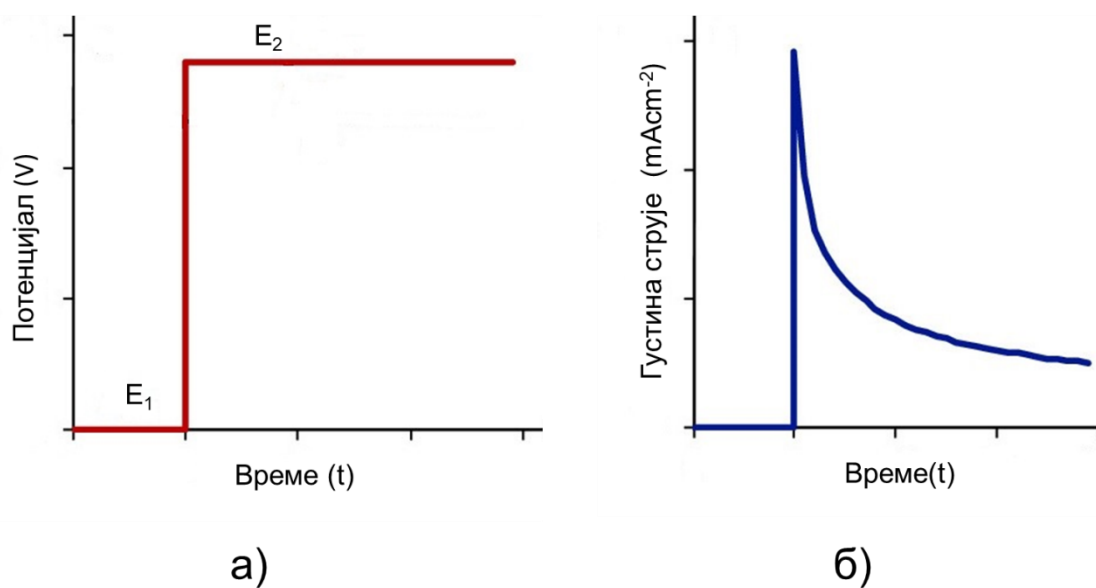 Потенцијал (V)
E₁
E₂
Време (t)
а)
Густина струје (mAcm⁻²)
Време(t)
б)